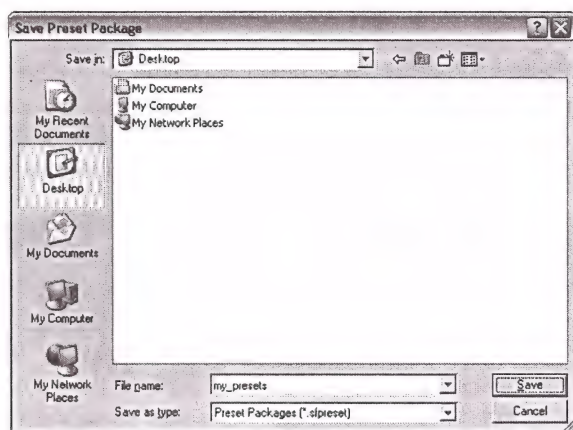 Save Preset Package
Save in: Desktop
My Documents
My Computer
My Network Places
My Recent
Documents
Desktop
My Documents
My Computer
My Network
Places
File name: my_presets Save
Save as type: Preset Packages (*.sfpreset) Cancel